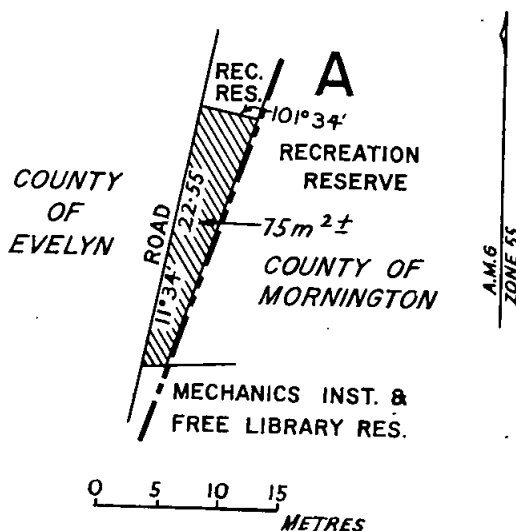 A
REC.
RES.
101°34'
RECREATION
RESERVE
COUNTY
OF
EVELYN
ROAD
11°34'
22·55
75m²±
COUNTY OF
MORNINGTON
A.M.G
ZONE 55
MECHANICS INST. &
FREE LIBRARY RES.
0 5 10 15
METRES